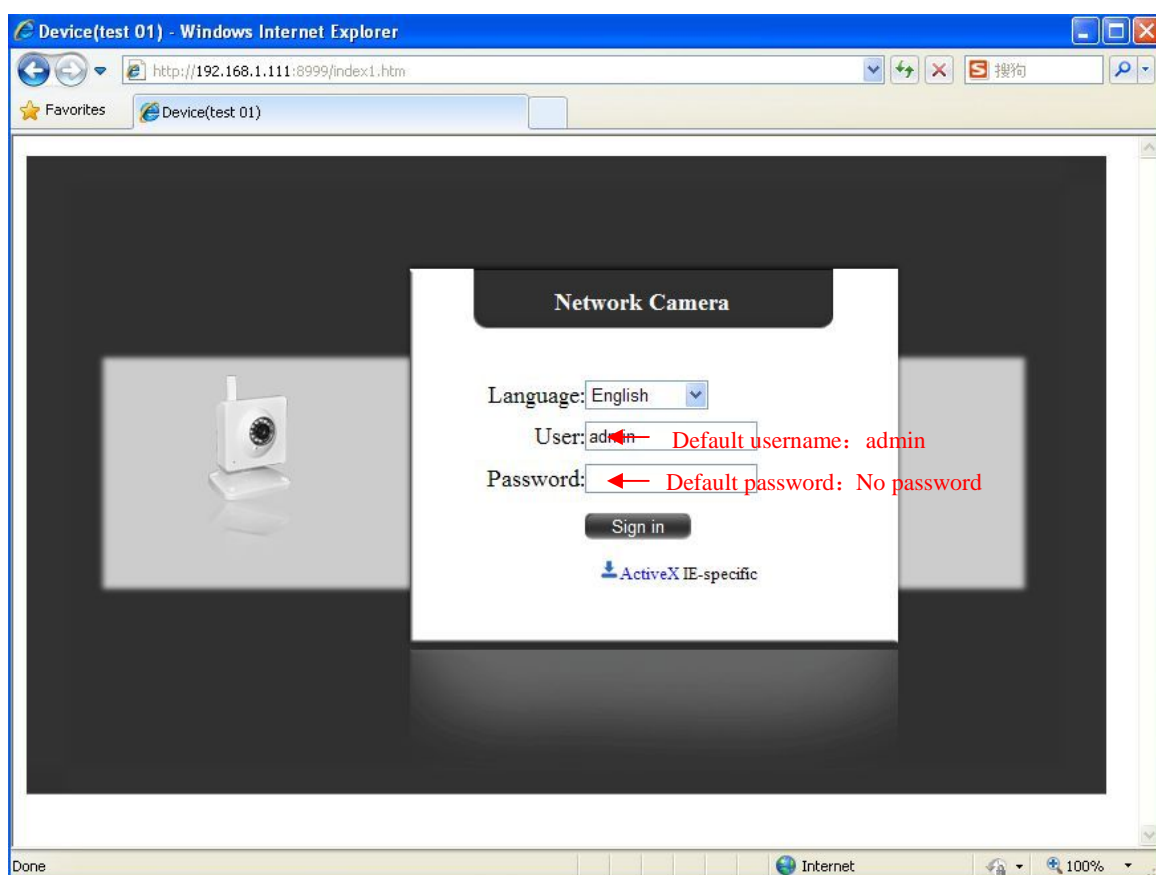 Device(test 01) - Windows Internet Explorer
http://192.168.1.111:8999/index1.htm
搜狗
Favorites
Device(test 01)
Network Camera
Language: English
User: admin
Default username：admin
Password:
Default password：No password
Sign in
ActiveX IE-specific
Done
Internet
100%